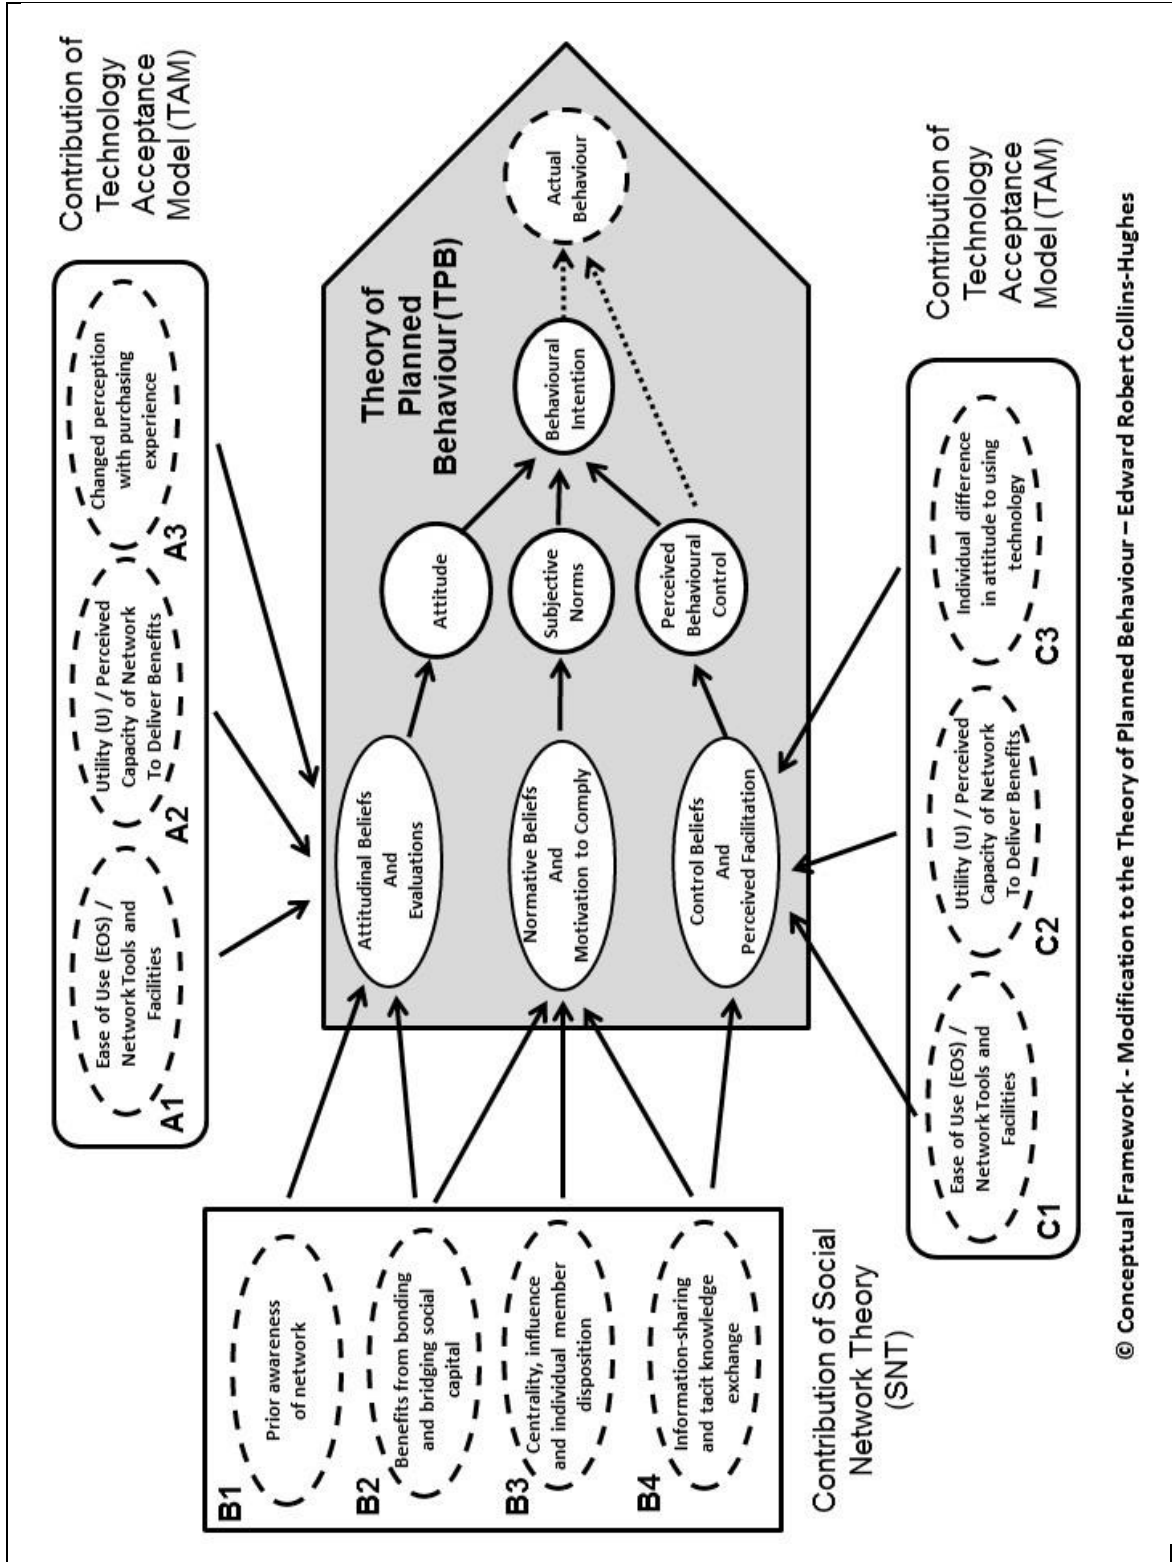 Contribution of
Technology
Acceptance
Model (TAM)
Ease of Use (EOS) /
Network Tools and
Facilities
A1
Utility (U) / Perceived
Capacity of Network
To Deliver Benefits
A2
Changed perception
with purchasing
experience
A3
B1
Prior awareness
of network
B2
Benefits from bonding
and bridging social
capital
B3
Centrality, influence
and individual member
disposition
B4
Information-sharing
and tacit knowledge
exchange
Contribution of Social
Network Theory
(SNT)
Theory of
Planned
Behaviour (TPB)
Attitudinal Beliefs
And
Evaluations
Normative Beliefs
And
Motivation to Comply
Control Beliefs
And
Perceived Facilitation
Attitude
Subjective
Norms
Perceived
Behavioural
Control
Behavioural
Intention
Actual
Behaviour
Ease of Use (EOS) /
Network Tools and
Facilities
C1
Utility (U) / Perceived
Capacity of Network
To Deliver Benefits
C2
Individual difference
in attitude to using
technology
C3
Contribution of
Technology
Acceptance
Model (TAM)
© Conceptual Framework - Modification to the Theory of Planned Behaviour – Edward Robert Collins-Hughes